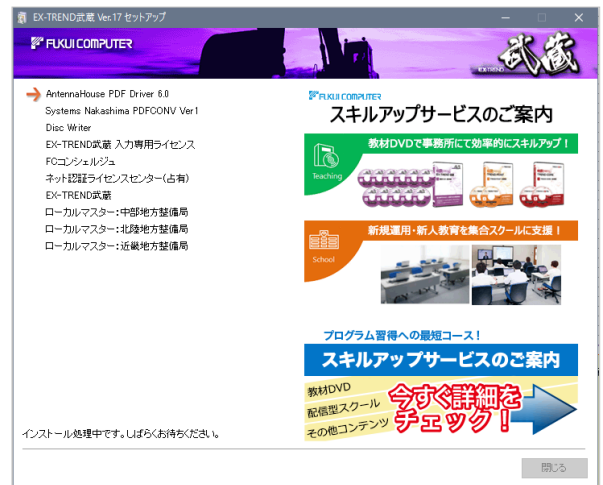 EX-TREND武蔵 Ver.17 セットアップ
FUKUI COMPUTER
EX-TREND 武蔵
AntennaHouse PDF Driver 6.0
Systems Nakashima PDFCONV Ver1
Disc Writer
EX-TREND武蔵 入力専用ライセンス
FCコンシェルジュ
ネット認証ライセンスセンター(占有)
EX-TREND武蔵
ローカルマスター:中部地方整備局
ローカルマスター:北陸地方整備局
ローカルマスター:近畿地方整備局
インストール処理中です。しばらくお待ちください。
FUKUI COMPUTER
スキルアップサービスのご案内
教材DVDで事務所にて効率的にスキルアップ!
Teaching
新規運用・新人教育を集合スクールに支援!
School
プログラム習得への最短コース!
スキルアップサービスのご案内
教材DVD
配信型スクール
その他コンテンツ
今すぐ詳細を
チェック!
閉じる